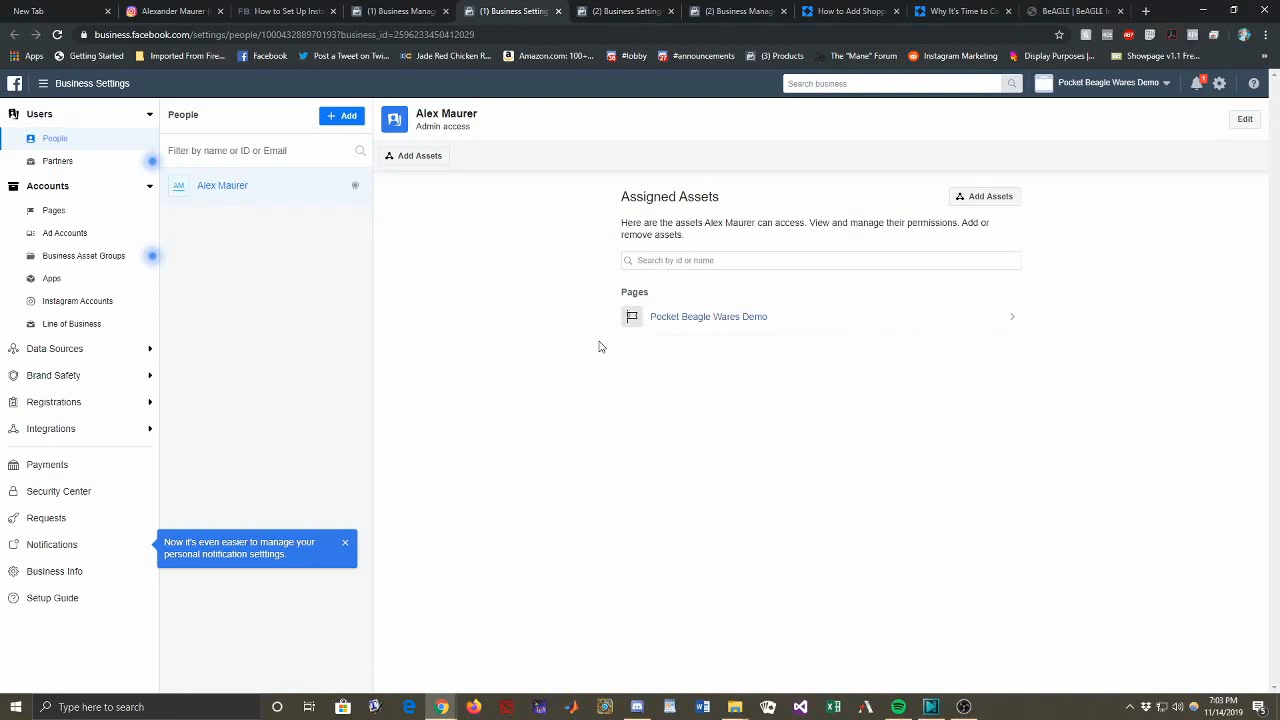 New Tab
Alexander Maurer (
FB How to Set Up Inst
(1) Business Manag
(1) Business Setting
(2) Business Setting
(2) Business Manag
How to Add Shoppa
Why It's Time to Co
BeAGLE | BeAGLE I
business.facebook.com/settings/people/100043288970193?business_id=2596233450412029
Apps
Getting Started
Imported From Fire...
Facebook
Post a Tweet on Twi...
Jade Red Chicken R...
Amazon.com: 100+...
#lobby
#announcements
(3) Products
The "Mane" Forum
Instagram Marketing
Display Purposes |...
Showpage v1.1 Fre...
»
Business Settings
Search business
Pocket Beagle Wares Demo
Users
People
Partners
Accounts
Pages
Ad Accounts
Business Asset Groups
Apps
Instagram Accounts
Line of Business
Data Sources
Brand Safety
Registrations
Integrations
Payments
Security Center
Requests
Notifications
Business Info
Setup Guide
People
+ Add
Filter by name or ID or Email
AM Alex Maurer
Now it's even easier to manage your
personal notification setttings.
Alex Maurer
Admin access
Edit
Add Assets
Assigned Assets
Add Assets
Here are the assets Alex Maurer can access. View and manage their permissions. Add or
remove assets.
Search by id or name
Pages
Pocket Beagle Wares Demo
Type here to search
7:03 PM
11/14/2019